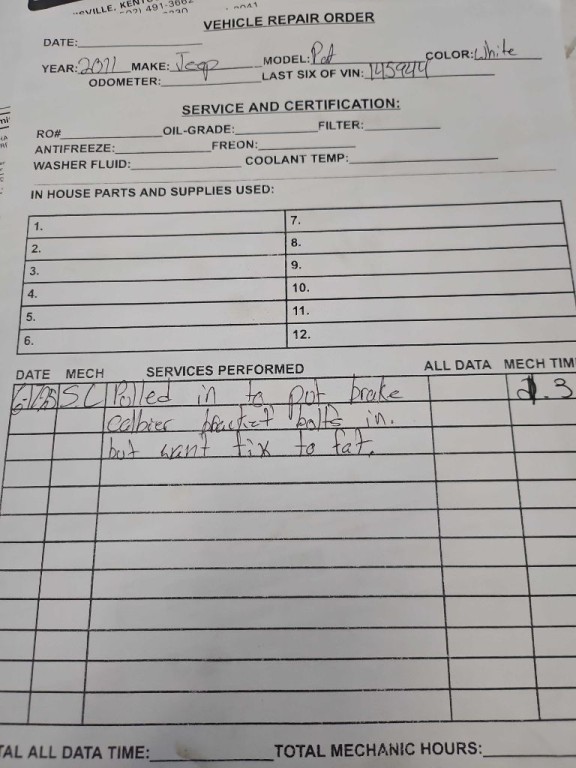 VEHICLE REPAIR ORDER
DATE:
YEAR: 2011 MAKE: Jeep MODEL: Pat COLOR: White
ODOMETER: LAST SIX OF VIN: 145944
SERVICE AND CERTIFICATION:
RO# OIL-GRADE: FILTER:
ANTIFREEZE: FREON:
WASHER FLUID: COOLANT TEMP:
IN HOUSE PARTS AND SUPPLIES USED:
1. 7.
2. 8.
3. 9.
4. 10.
5. 11.
6. 12.
DATE MECH SERVICES PERFORMED ALL DATA MECH TIM
SC Polled in to pot brake .3
Calbier bracket bolts in.
but want fix to fat.
TAL ALL DATA TIME: TOTAL MECHANIC HOURS: